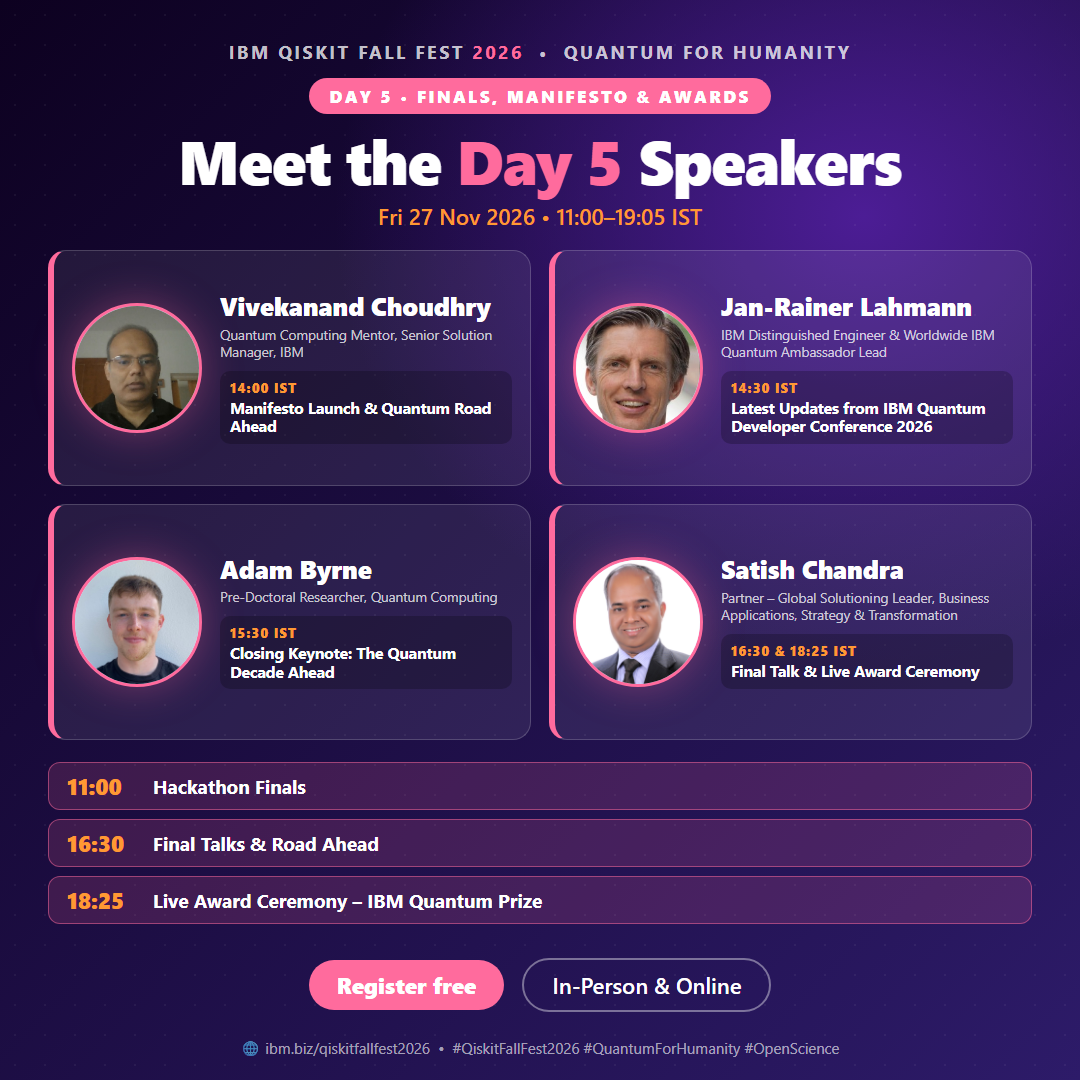 IBM QISKIT FALL FEST 2026 • QUANTUM FOR HUMANITY
DAY 5 • FINALS, MANIFESTO & AWARDS
Meet the Day 5 Speakers
Fri 27 Nov 2026 • 11:00–19:05 IST
Vivekanand Choudhry
Quantum Computing Mentor, Senior Solution
Manager, IBM
14:00 IST
Manifesto Launch & Quantum Road
Ahead
Jan-Rainer Lahmann
IBM Distinguished Engineer & Worldwide IBM
Quantum Ambassador Lead
14:30 IST
Latest Updates from IBM Quantum
Developer Conference 2026
Adam Byrne
Pre-Doctoral Researcher, Quantum Computing
15:30 IST
Closing Keynote: The Quantum
Decade Ahead
Satish Chandra
Partner – Global Solutioning Leader, Business
Applications, Strategy & Transformation
16:30 & 18:25 IST
Final Talk & Live Award Ceremony
11:00 Hackathon Finals
16:30 Final Talks & Road Ahead
18:25 Live Award Ceremony – IBM Quantum Prize
Register free
In-Person & Online
ibm.biz/qiskitfallfest2026 • #QiskitFallFest2026 #QuantumForHumanity #OpenScience